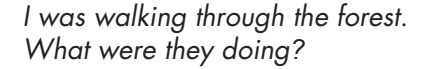 I was walking through the forest.
What were they doing?